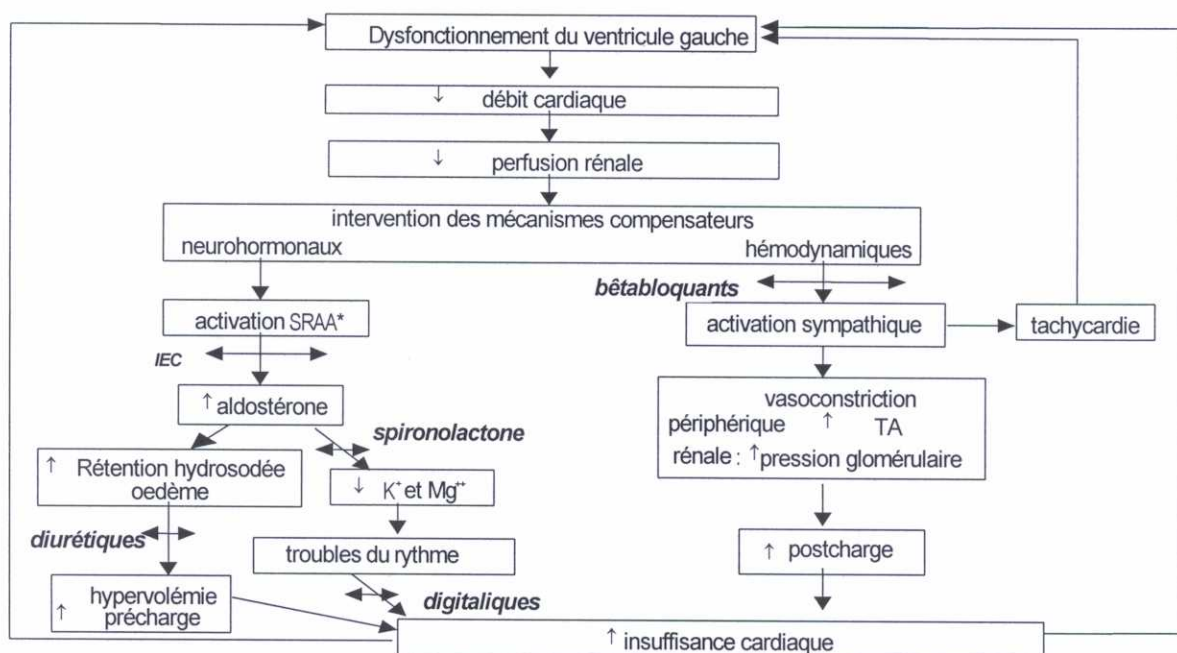 Dysfonctionnement du ventricule gauche
↓ débit cardiaque
↓ perfusion rénale
intervention des mécanismes compensateurs
neurohormonaux hémodynamiques
bêtabloquants
activation SRAA*
activation sympathique
tachycardie
IEC
↑ aldostérone
vasoconstriction
périphérique ↑ TA
rénale : ↑pression glomérulaire
spironolactone
↑ Rétention hydrosodée
oedème
↓ K+ et Mg++
diurétiques
troubles du rythme
↑ postcharge
hypervolémie
↑ précharge
digitaliques
↑ insuffisance cardiaque